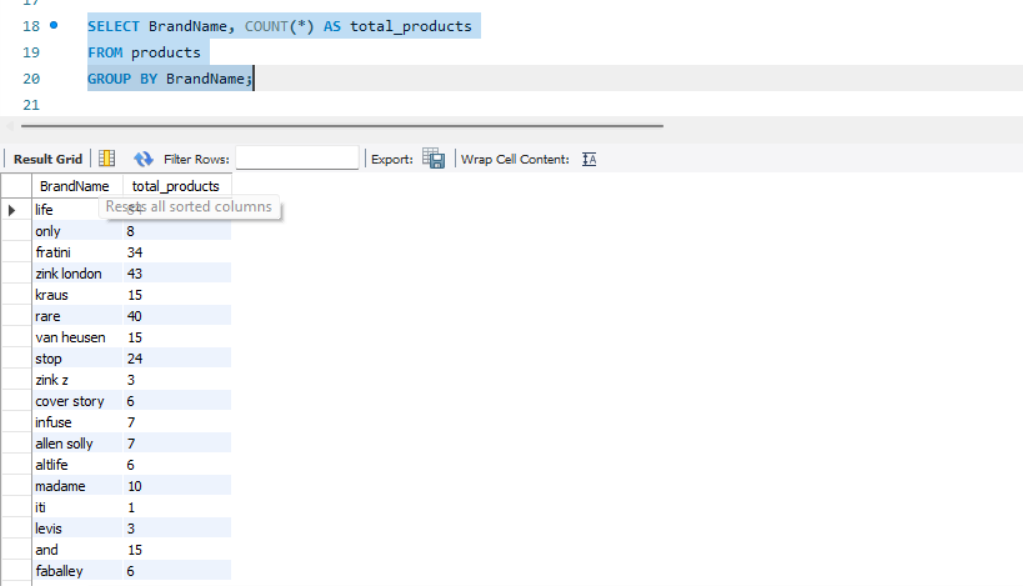 17
18 SELECT BrandName, COUNT(*) AS total_products
19 FROM products
20 GROUP BY BrandName;
21
Result Grid Filter Rows: Export: Wrap Cell Content: IA
BrandName total_products
life
Resets all sorted columns
only 8
fratini 34
zink london 43
kraus 15
rare 40
van heusen 15
stop 24
zink z 3
cover story 6
infuse 7
allen solly 7
altlife 6
madame 10
iti 1
levis 3
and 15
faballey 6